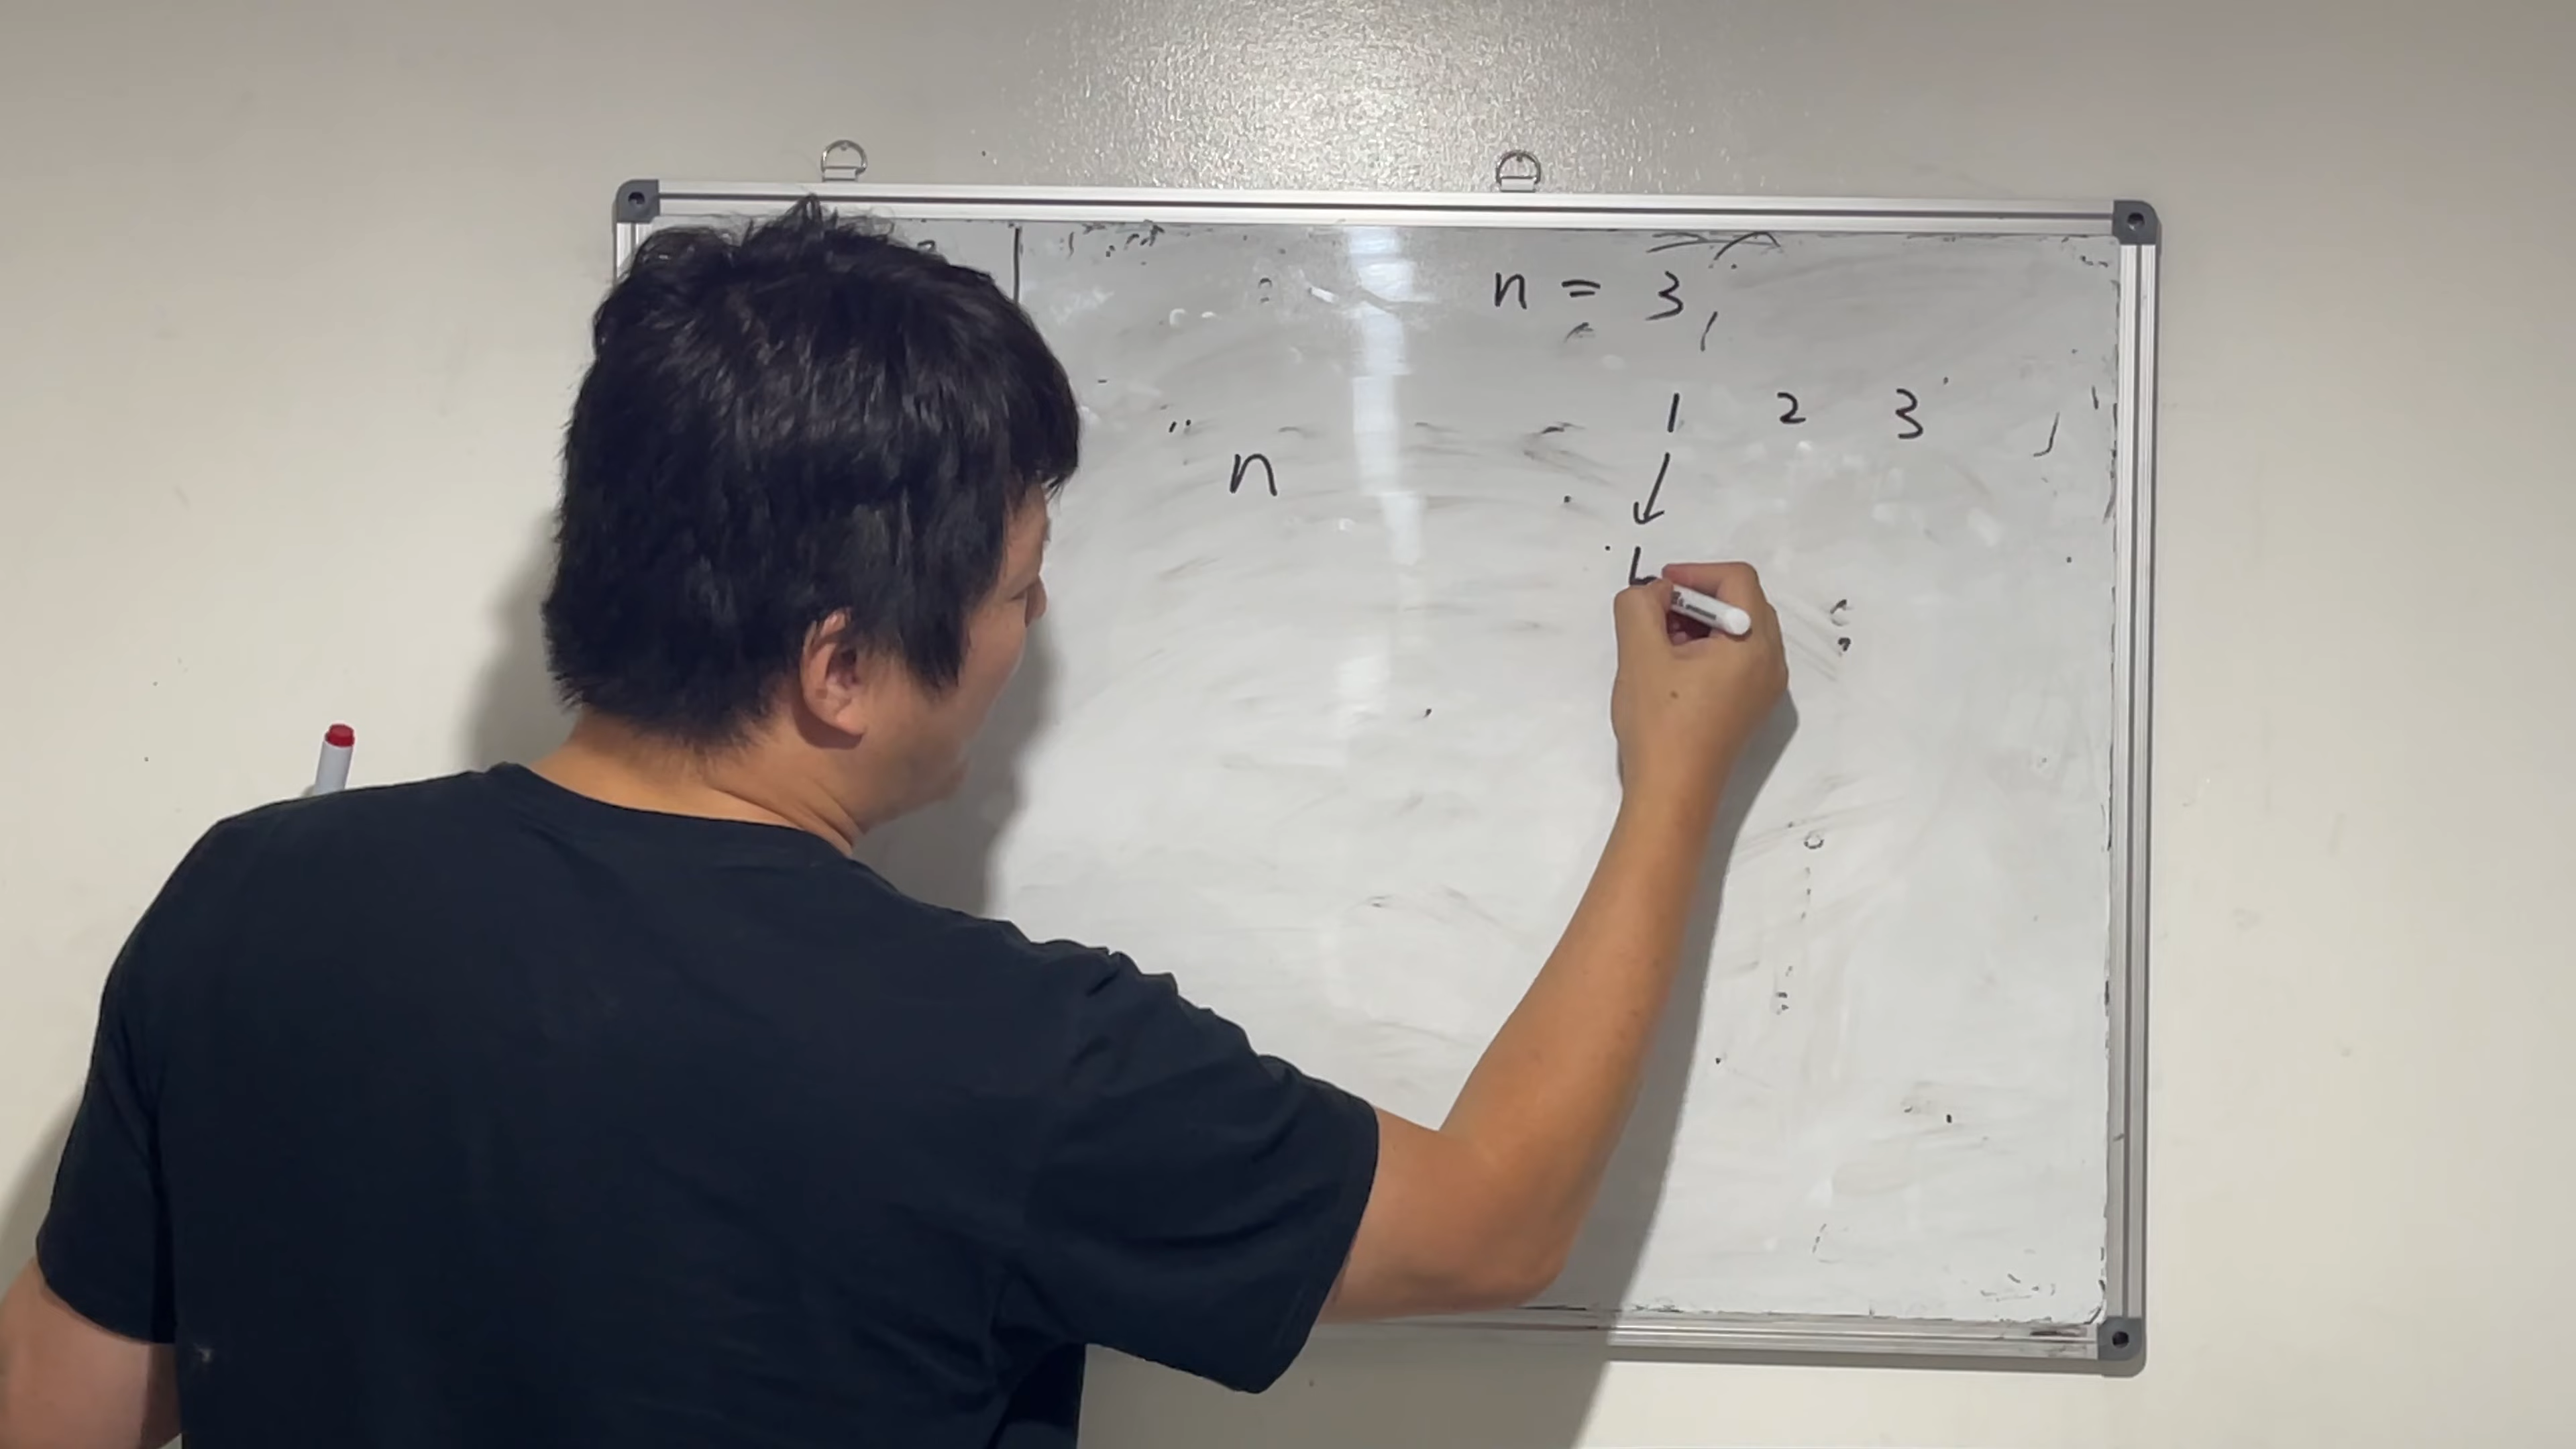 n = 3,
1 2 3
n